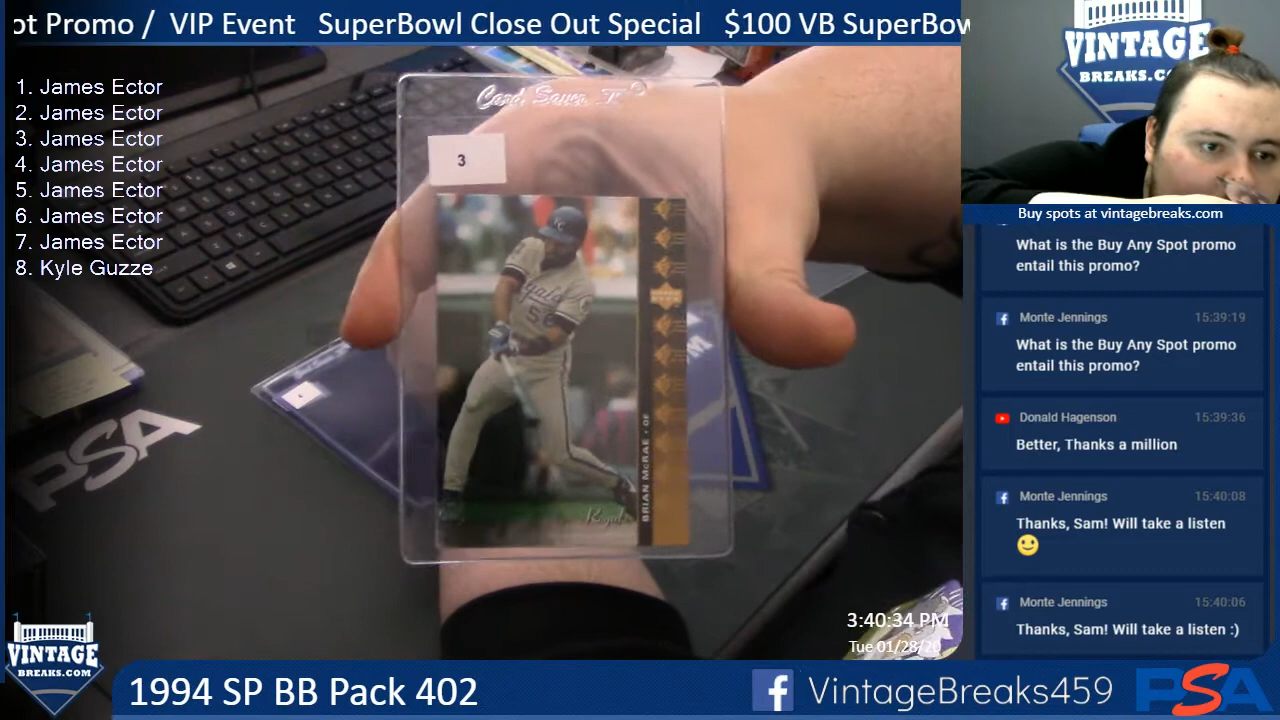 ot Promo / VIP Event SuperBowl Close Out Special $100 VB SuperBow
1. James Ector
2. James Ector
3. James Ector
4. James Ector
5. James Ector
6. James Ector
7. James Ector
8. Kyle Guzze
Card Saver II®
3
KC
Royals
56
BRIAN McRAE • OF
Royals
PSA
VINTAGE
BREAKS.C
Buy spots at vintagebreaks.com
What is the Buy Any Spot promo
entail this promo?
Monte Jennings 15:39:19
What is the Buy Any Spot promo
entail this promo?
Donald Hagenson 15:39:36
Better, Thanks a million
Monte Jennings 15:40:08
Thanks, Sam! Will take a listen
🙂
Monte Jennings 15:40:06
Thanks, Sam! Will take a listen :)
3:40:34 PM
Tue 01/28/20
VINTAGE
BREAKS.COM
1994 SP BB Pack 402
f VintageBreaks459
PSA